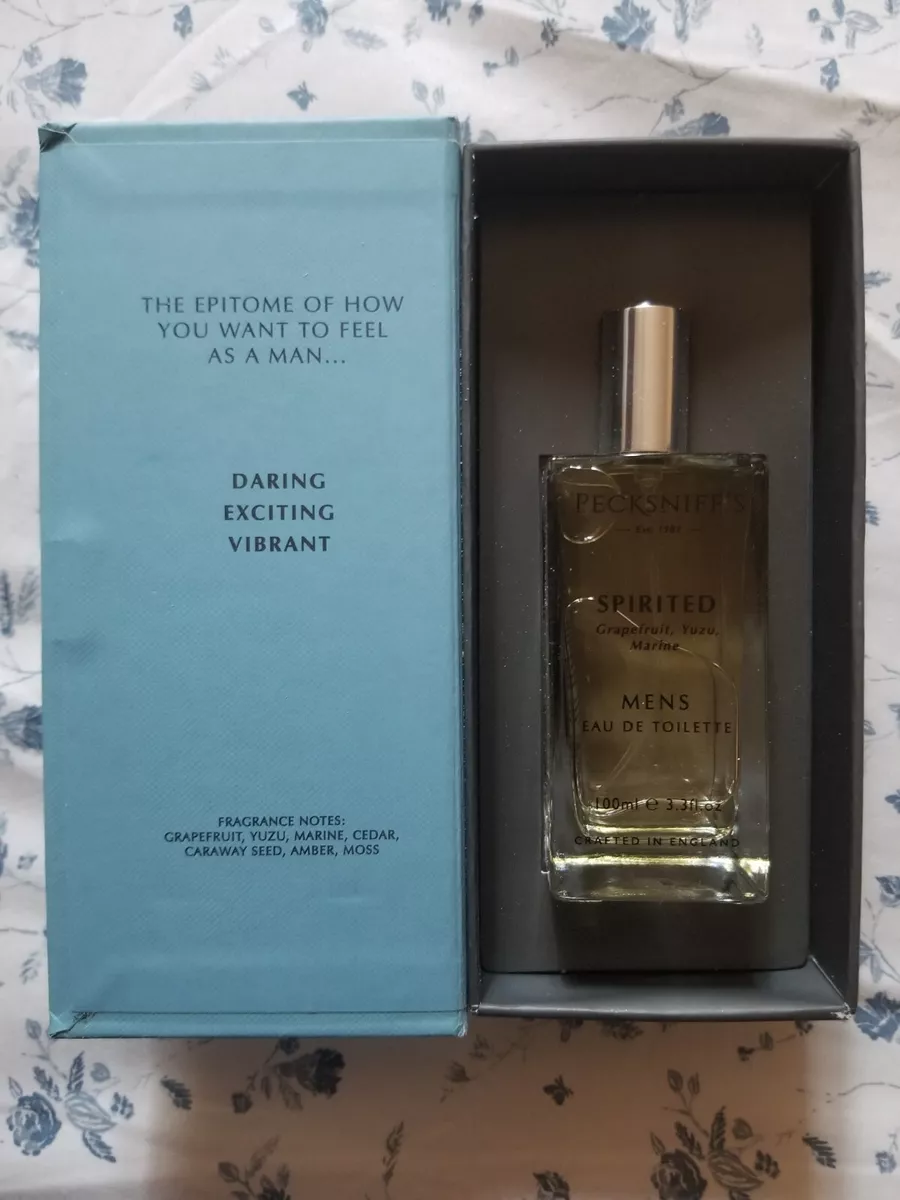 THE EPITOME OF HOW
YOU WANT TO FEEL
AS A MAN...
DARING
EXCITING
VIBRANT
FRAGRANCE NOTES:
GRAPEFRUIT, YUZU, MARINE, CEDAR,
CARAWAY SEED, AMBER, MOSS
PECKSNIFF'S
Est.
SPIRITED
Grapefruit, Yuzu,
Marine
MENS
EAU DE TOILETTE
100ml ℮ 3.3fl.oz
CRAFTED IN ENGLAND